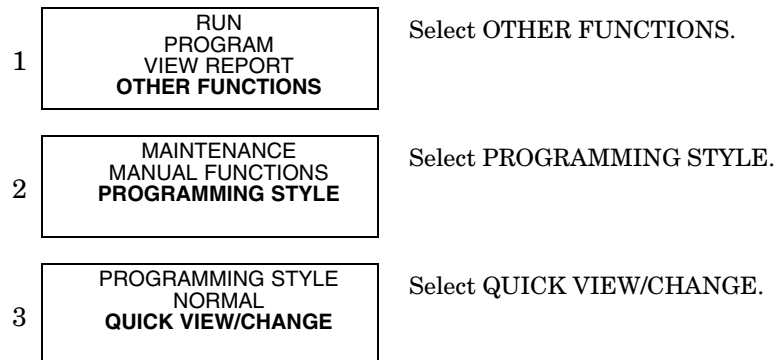 1
RUN
PROGRAM
VIEW REPORT
OTHER FUNCTIONS
Select OTHER FUNCTIONS.
2
MAINTENANCE
MANUAL FUNCTIONS
PROGRAMMING STYLE
Select PROGRAMMING STYLE.
3
PROGRAMMING STYLE
NORMAL
QUICK VIEW/CHANGE
Select QUICK VIEW/CHANGE.